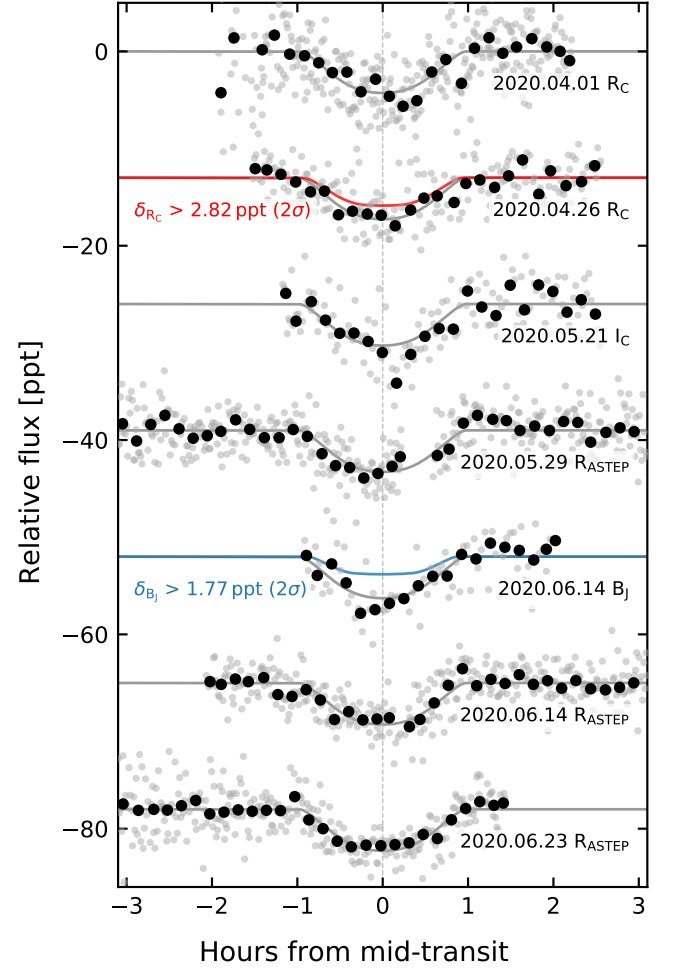 0
2020.04.01 R_C
δ_{R_C} > 2.82 ppt (2σ)
2020.04.26 R_C
−20
2020.05.21 I_C
−40
2020.05.29 R_ASTEP
δ_{B_J} > 1.77 ppt (2σ)
2020.06.14 B_J
−60
2020.06.14 R_ASTEP
−80
2020.06.23 R_ASTEP
Relative flux [ppt]
−3 −2 −1 0 1 2 3
Hours from mid-transit